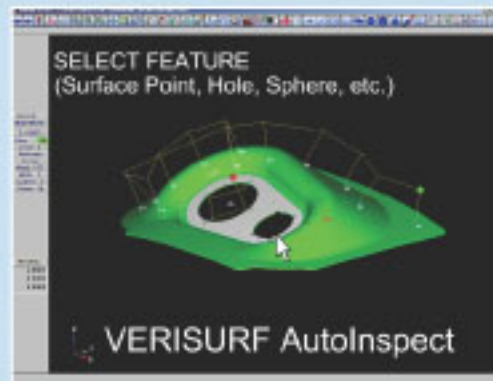 SELECT FEATURE
(Surface Point, Hole, Sphere, etc.)
VERISURF AutoInspect